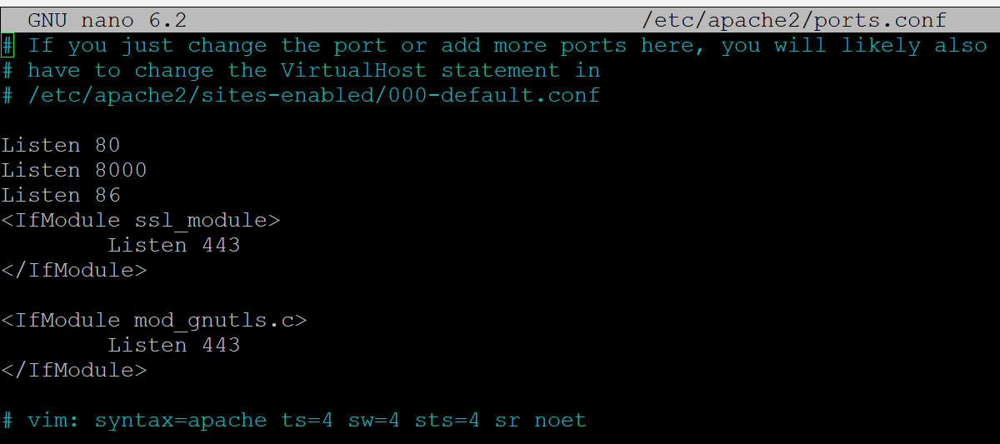 GNU nano 6.2 /etc/apache2/ports.conf
# If you just change the port or add more ports here, you will likely also
# have to change the VirtualHost statement in
# /etc/apache2/sites-enabled/000-default.conf
Listen 80
Listen 8000
Listen 86
<IfModule ssl_module>
        Listen 443
</IfModule>
<IfModule mod_gnutls.c>
        Listen 443
</IfModule>
# vim: syntax=apache ts=4 sw=4 sts=4 sr noet